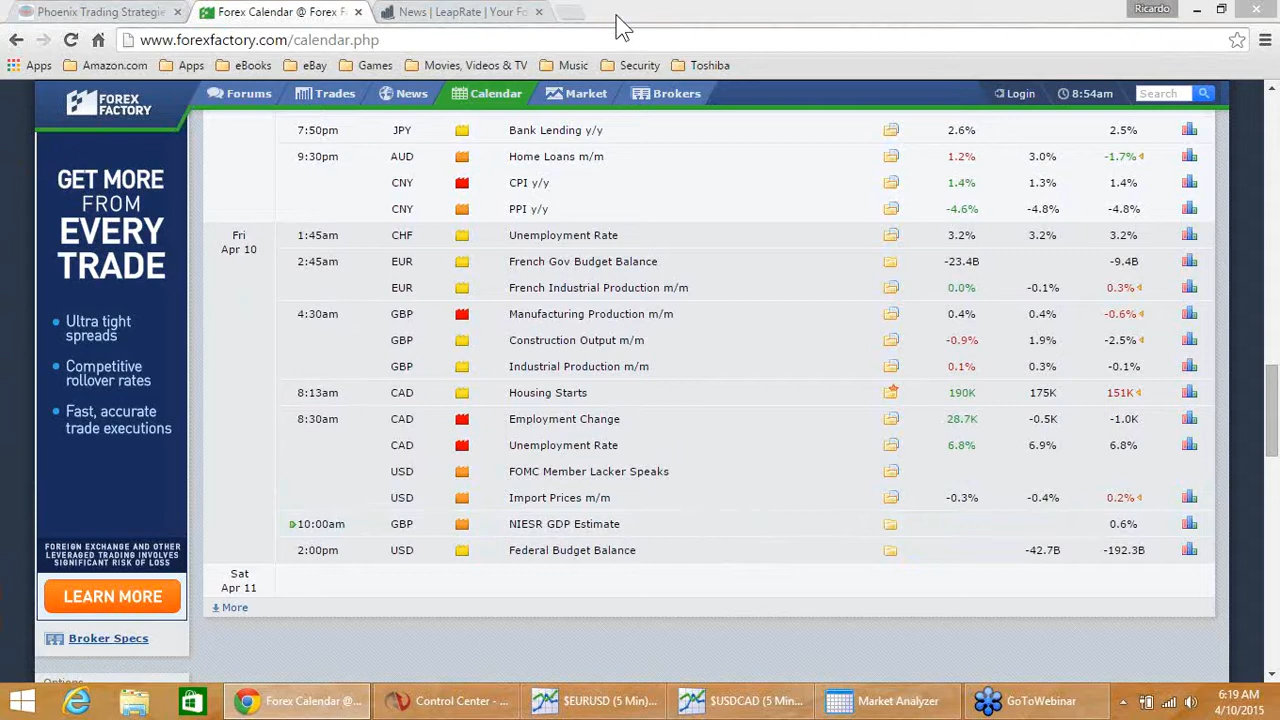 Phoenix Trading Strategie
Forex Calendar @ Forex F
News | LeapRate | Your Fo
Ricardo
www.forexfactory.com/calendar.php
Apps Amazon.com Apps eBooks eBay Games Movies, Videos & TV Music Security Toshiba
FOREX FACTORY
Forums Trades News Calendar Market Brokers Login 8:54am Search
GET MORE
FROM
EVERY
TRADE
Ultra tight
spreads
Competitive
rollover rates
Fast, accurate
trade executions
FOREIGN EXCHANGE AND OTHER
LEVERAGED TRADING INVOLVES
SIGNIFICANT RISK OF LOSS
LEARN MORE
Broker Specs
Options
7:50pm JPY Bank Lending y/y 2.6% 2.5%
9:30pm AUD Home Loans m/m 1.2% 3.0% -1.7%
CNY CPI y/y 1.4% 1.3% 1.4%
CNY PPI y/y -4.6% -4.8% -4.8%
Fri
Apr 10
1:45am CHF Unemployment Rate 3.2% 3.2% 3.2%
2:45am EUR French Gov Budget Balance -23.4B -9.4B
EUR French Industrial Production m/m 0.0% -0.1% 0.3%
4:30am GBP Manufacturing Production m/m 0.4% 0.4% -0.6%
GBP Construction Output m/m -0.9% 1.9% -2.5%
GBP Industrial Production m/m 0.1% 0.3% -0.1%
8:13am CAD Housing Starts 190K 175K 151K
8:30am CAD Employment Change 28.7K -0.5K -1.0K
CAD Unemployment Rate 6.8% 6.9% 6.8%
USD FOMC Member Lacker Speaks
USD Import Prices m/m -0.3% -0.4% 0.2%
10:00am GBP NIESR GDP Estimate 0.6%
2:00pm USD Federal Budget Balance -42.7B -192.3B
Sat
Apr 11
More
Forex Calendar @... Control Center - ... $EURUSD (5 Min)... $USDCAD (5 Min... Market Analyzer GoToWebinar
6:19 AM
4/10/2015